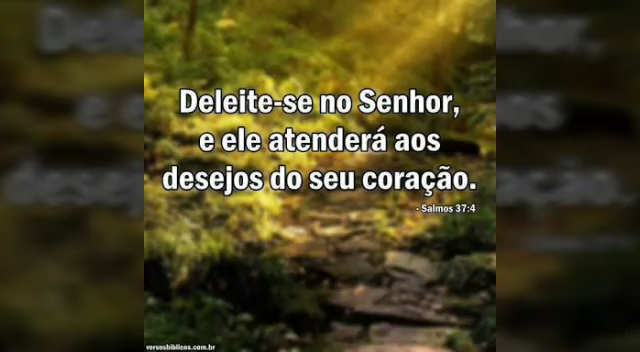 Deleite-se no Senhor,
e ele atenderá aos
desejos do seu coração.
- Salmos 37:4
versosbiblicos.com.br